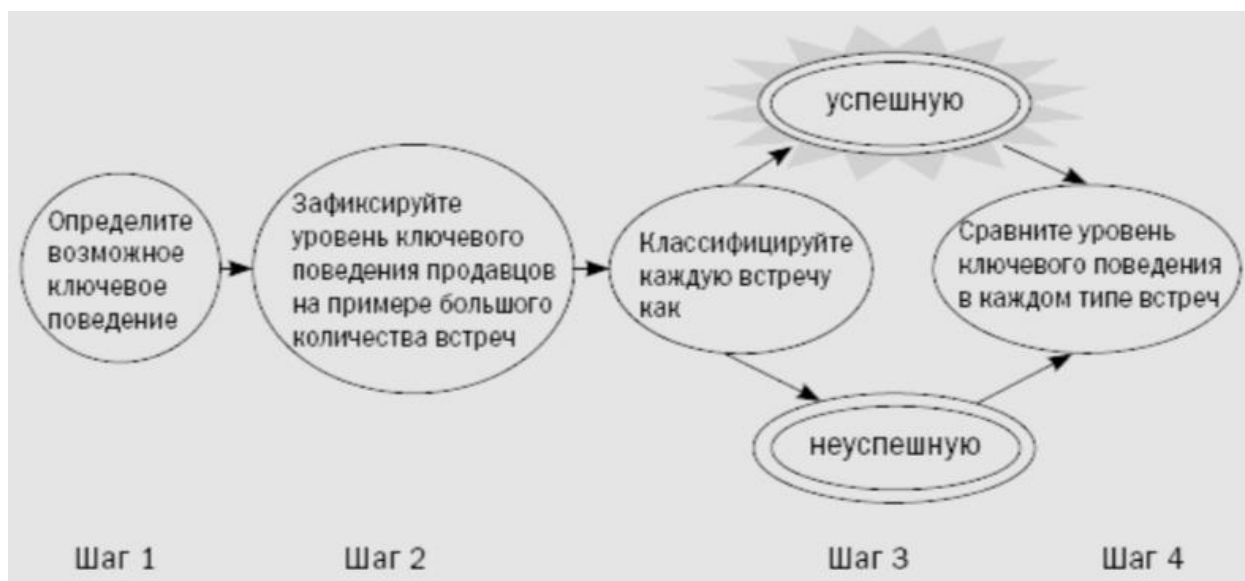 Определите
возможное
ключевое
поведение
Зафиксируйте
уровень ключевого
поведения продавцов
на примере большого
количества встреч
Классифицируйте
каждую встречу
как
успешную
неуспешную
Сравните уровень
ключевого поведения
в каждом типе встреч
Шаг 1
Шаг 2
Шаг 3
Шаг 4